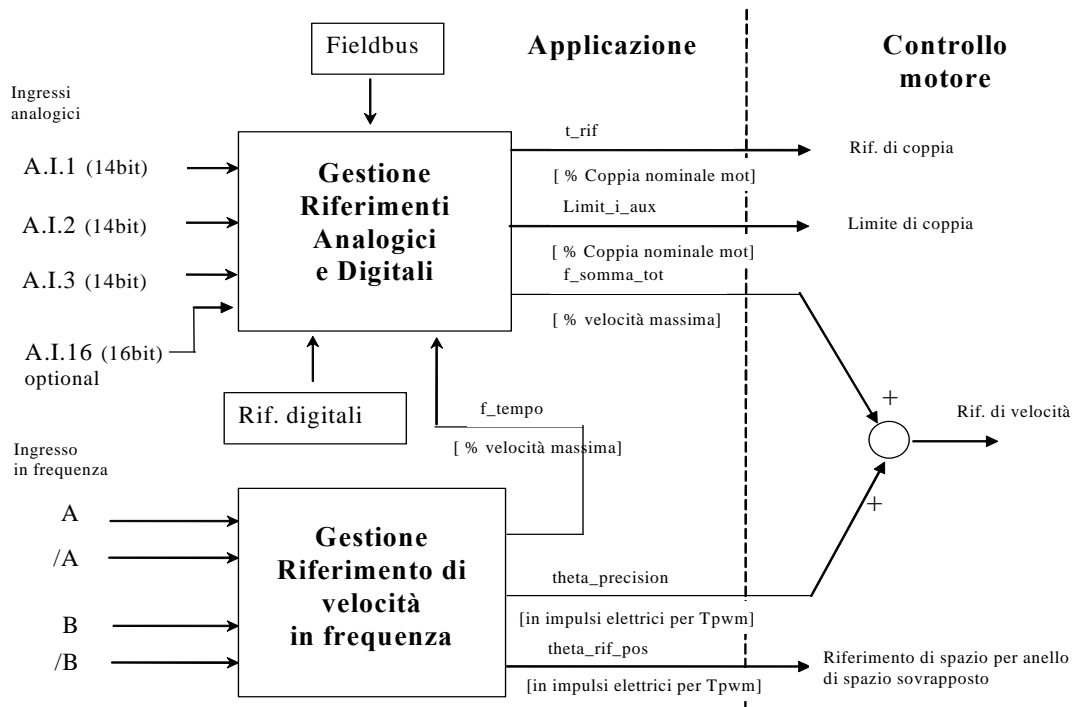 Fieldbus
Applicazione
Controllo
motore
Ingressi
analogici
A.I.1 (14bit)
A.I.2 (14bit)
A.I.3 (14bit)
A.I.16 (16bit)
optional
Gestione
Riferimenti
Analogici
e Digitali
t_rif
[ % Coppia nominale mot]
Limit_i_aux
[ % Coppia nominale mot]
f_somma_tot
[ % velocità massima]
Rif. di coppia
Limite di coppia
Rif. digitali
f_tempo
[ % velocità massima]
+
+
Rif. di velocità
Ingresso
in frequenza
A
/A
B
/B
Gestione
Riferimento di
velocità
in frequenza
theta_precision
[in impulsi elettrici per Tpwm]
theta_rif_pos
[in impulsi elettrici per Tpwm]
Riferimento di spazio per anello
di spazio sovrapposto